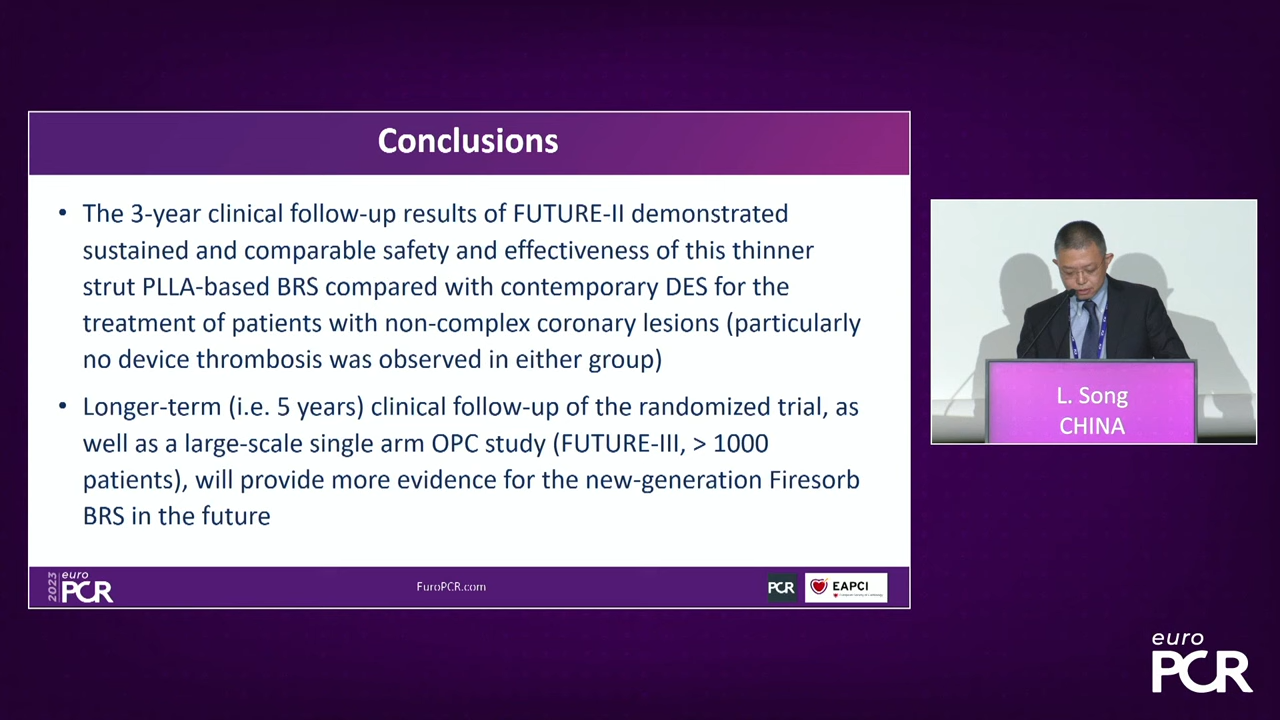 Conclusions
• The 3-year clinical follow-up results of FUTURE-II demonstrated
sustained and comparable safety and effectiveness of this thinner
strut PLLA-based BRS compared with contemporary DES for the
treatment of patients with non-complex coronary lesions (particularly
no device thrombosis was observed in either group)
• Longer-term (i.e. 5 years) clinical follow-up of the randomized trial, as
well as a large-scale single arm OPC study (FUTURE-III, > 1000
patients), will provide more evidence for the new-generation Firesorb
BRS in the future
2023
euro
PCR
EuroPCR.com
PCR
EAPCI
L. Song
CHINA
euro
PCR